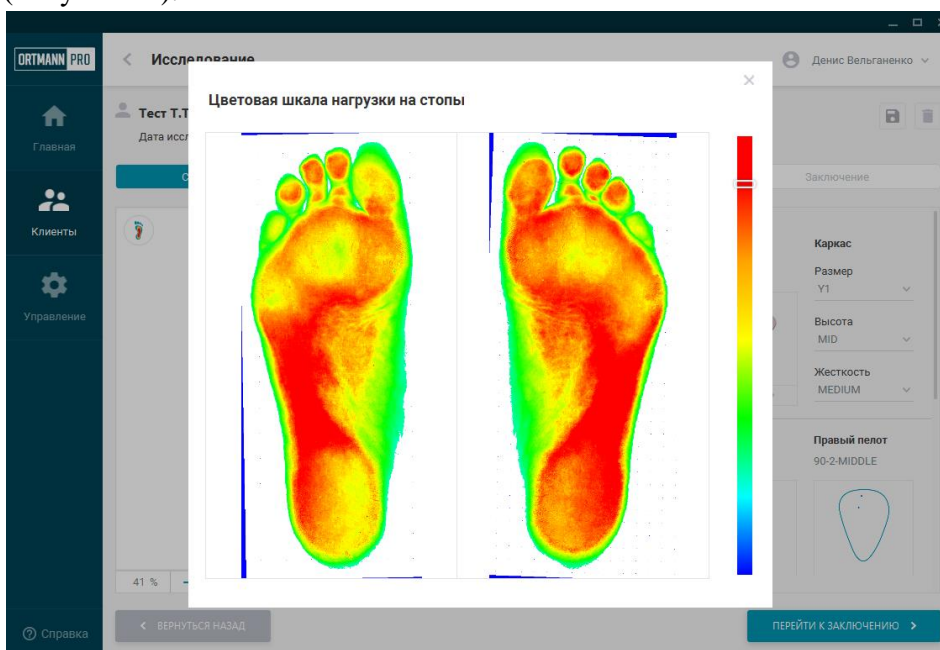 ORTMANN PRO
Исследование
Денис Вельганенко
Тест Т.Т
Дата иссл
Заключение
Цветовая шкала нагрузки на стопы
Главная
Клиенты
Управление
Каркас
Размер
Y1
Высота
MID
Жесткость
MEDIUM
Правый пелот
90-2-MIDDLE
41 %
Справка
ВЕРНУТЬСЯ НАЗАД
ПЕРЕЙТИ К ЗАКЛЮЧЕНИЮ